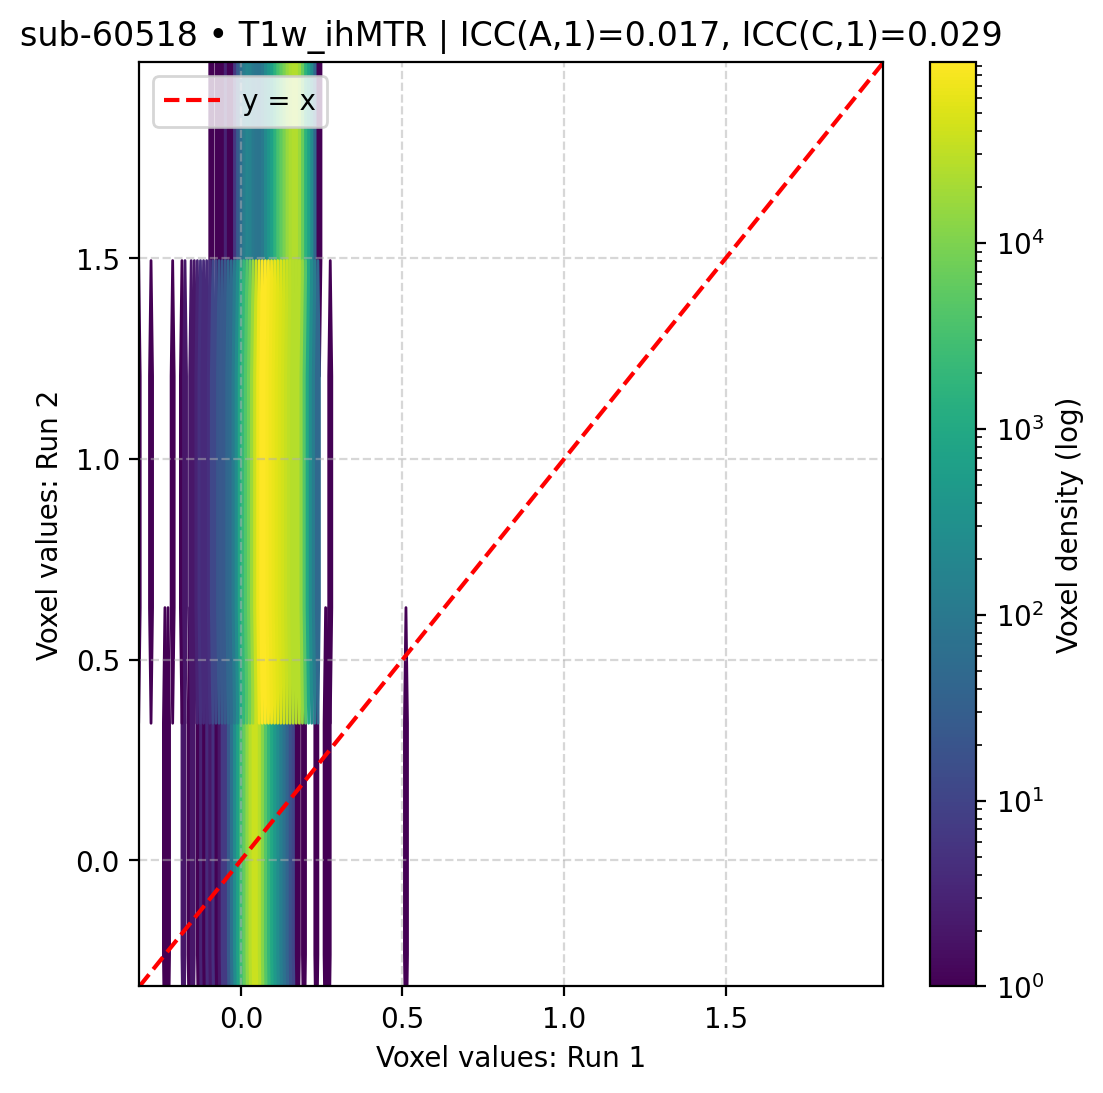 sub-60518 • T1w_ihMTR | ICC(A,1)=0.017, ICC(C,1)=0.029
y = x
1.5
1.0
0.5
0.0
Voxel values: Run 2
0.0 0.5 1.0 1.5
Voxel values: Run 1
10⁴
10³
10²
10¹
10⁰
Voxel density (log)